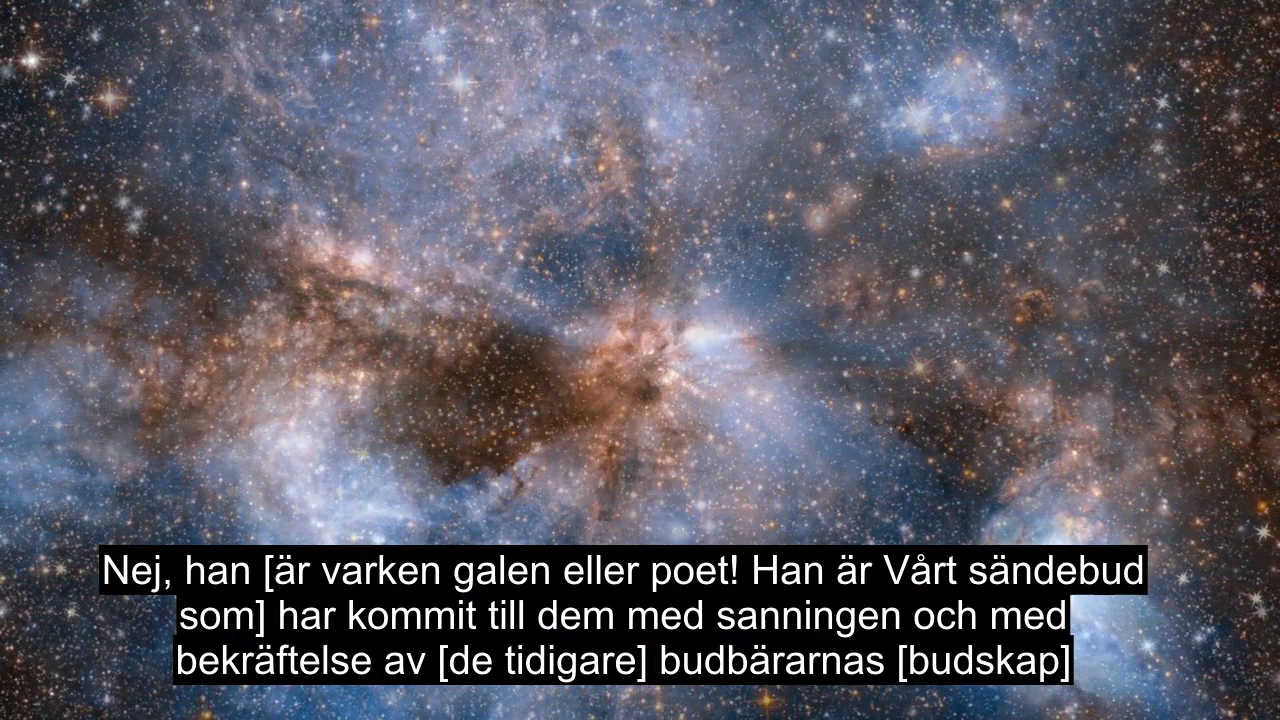 Nej, han [är varken galen eller poet! Han är Vårt sändebud
som] har kommit till dem med sanningen och med
bekräftelse av [de tidigare] budbärarnas [budskap]